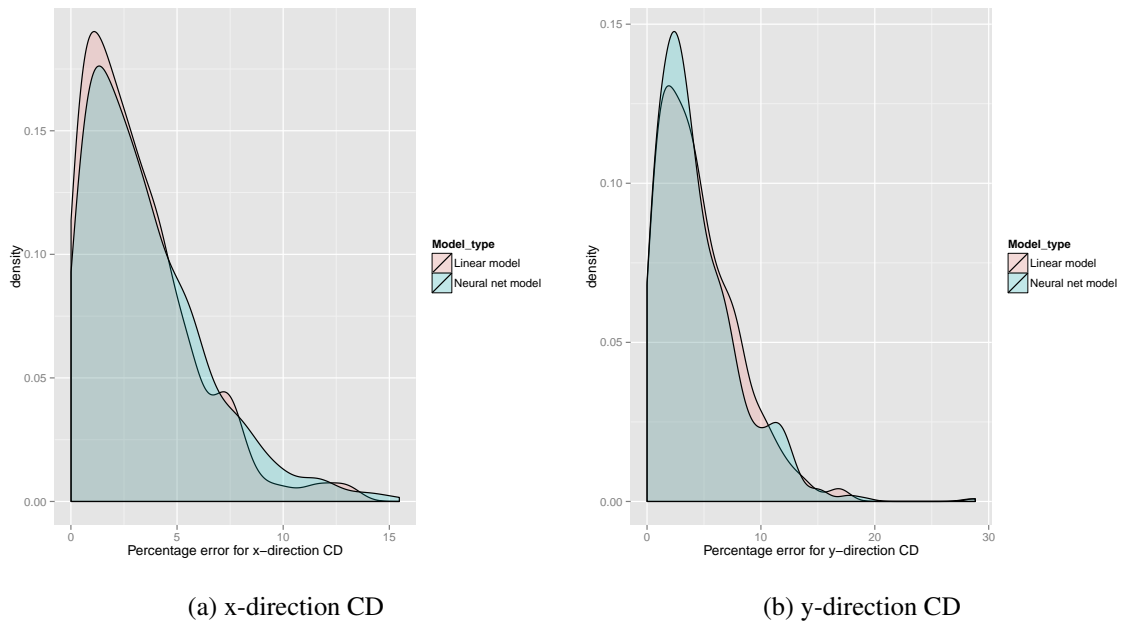 density
0.15
0.10
0.05
0.00
0
5
10
15
Percentage error for x−direction CD
Model_type
Linear model
Neural net model
(a) x-direction CD
density
0.15
0.10
0.05
0.00
0
10
20
30
Percentage error for y−direction CD
Model_type
Linear model
Neural net model
(b) y-direction CD